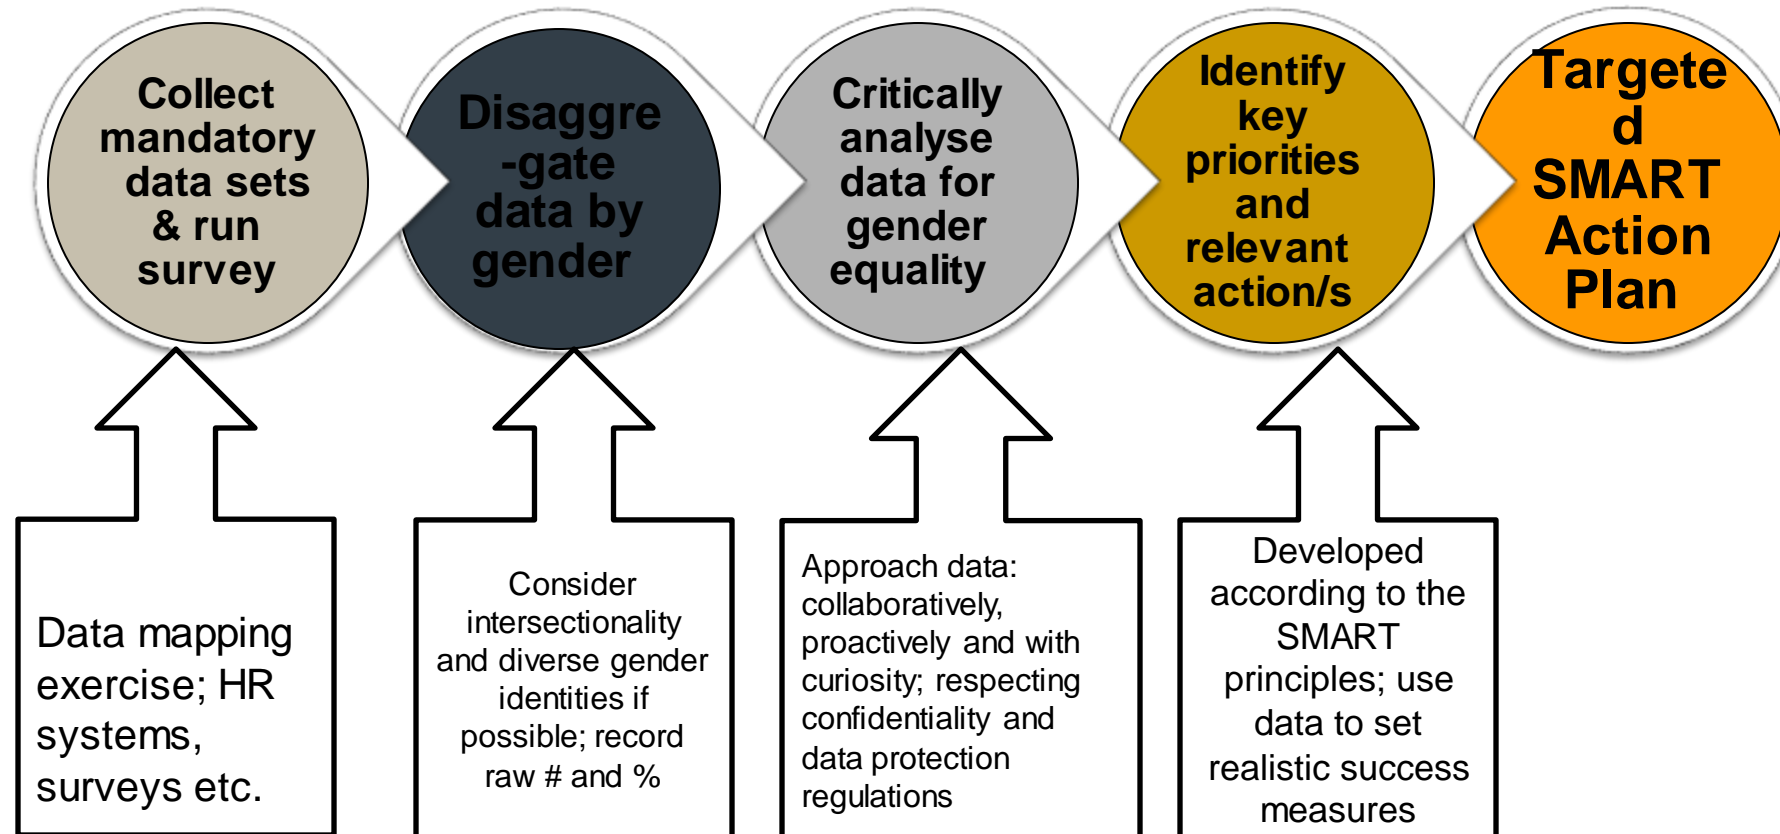 Collect
mandatory
data sets
& run
survey
Disaggre
-gate
data by
gender
Critically
analyse
data for
gender
equality
Identify
key
priorities
and
relevant
action/s
Targete
d
SMART
Action
Plan
Data mapping
exercise; HR
systems,
surveys etc.
Consider
intersectionality
and diverse gender
identities if
possible; record
raw # and %
Approach data:
collaboratively,
proactively and with
curiosity; respecting
confidentiality and
data protection
regulations
Developed
according to the
SMART
principles; use
data to set
realistic success
measures